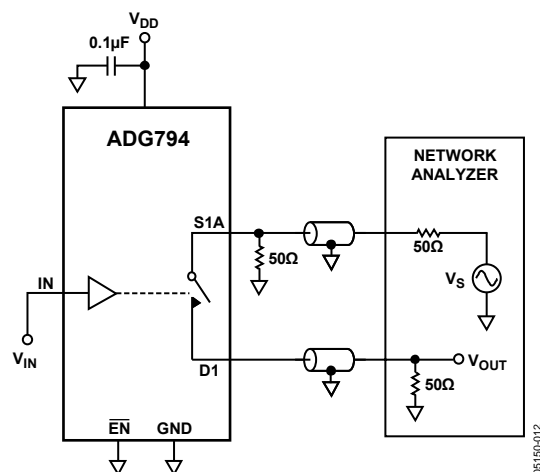 VDD
0.1µF
ADG794
NETWORK
ANALYZER
S1A
50Ω
50Ω
VS
IN
VIN
D1
VOUT
50Ω
EN
GND
05150-012